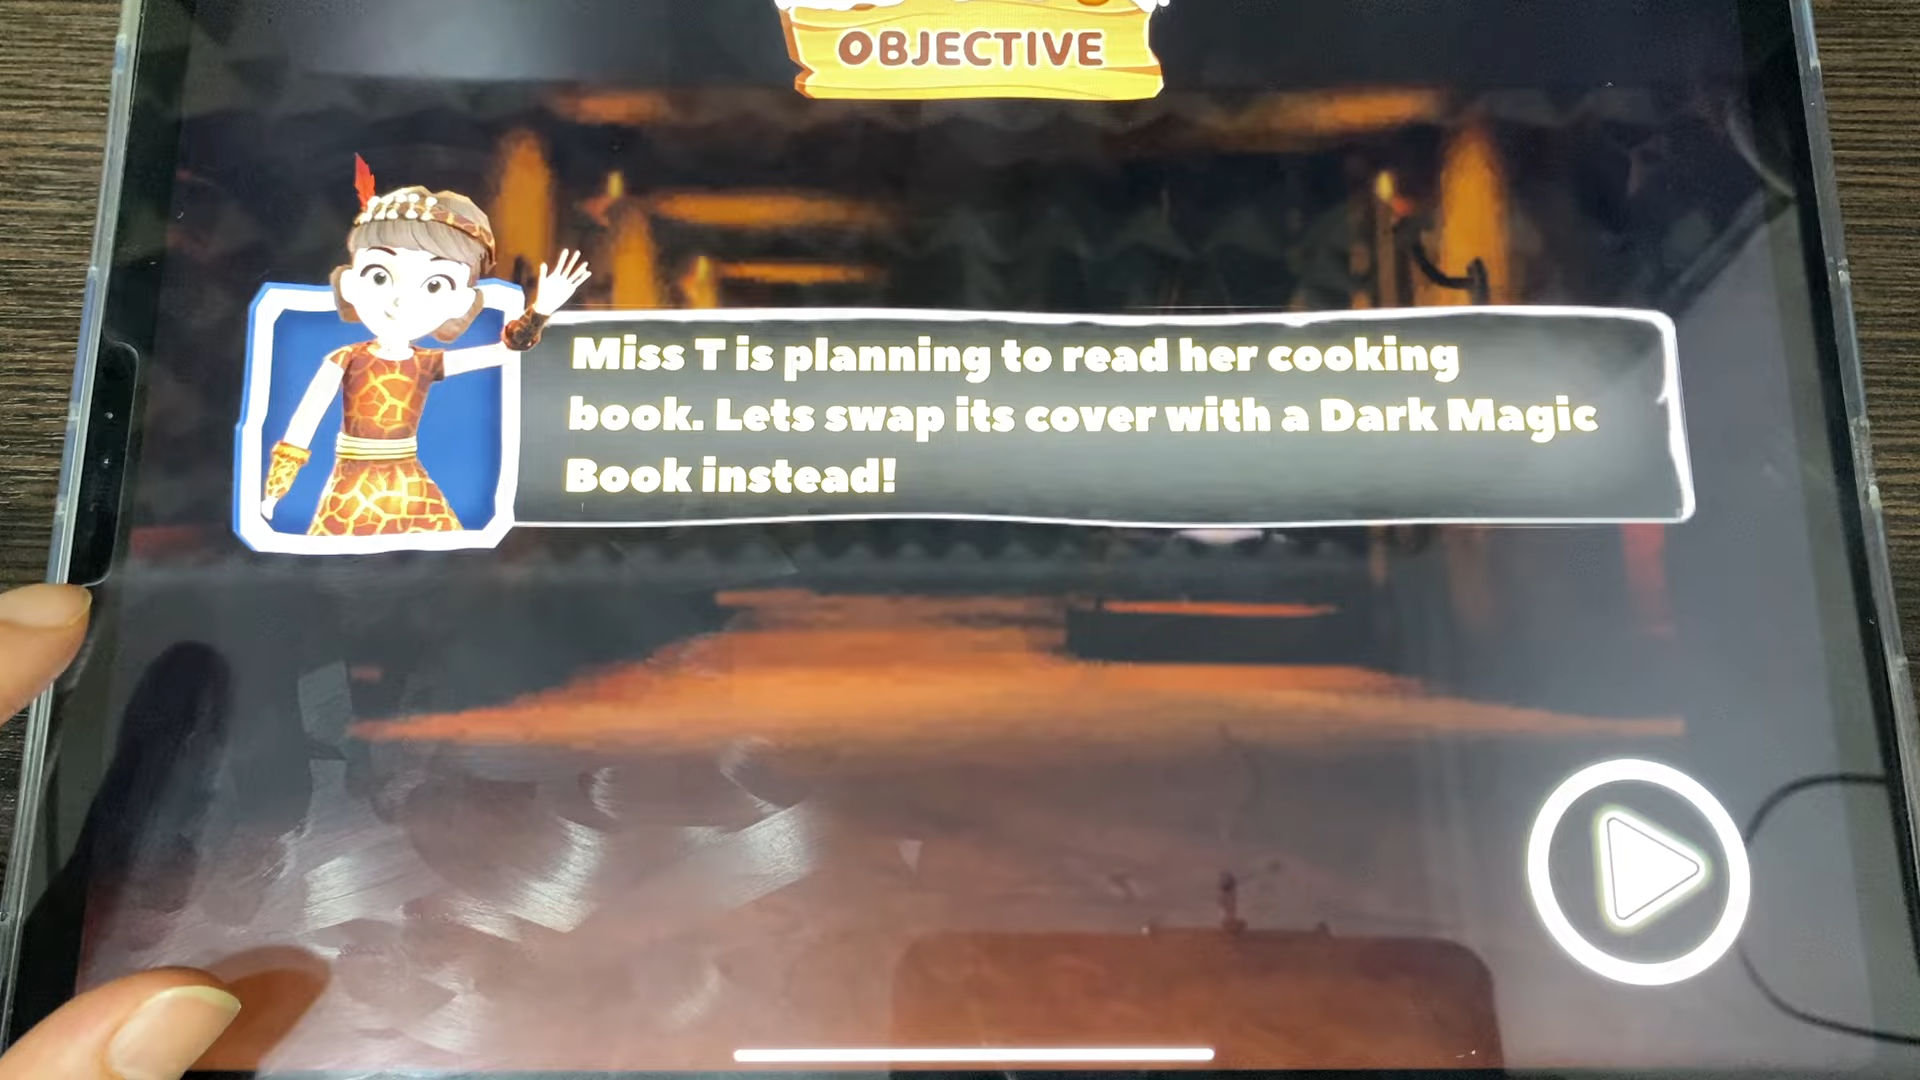 OBJECTIVE
Miss T is planning to read her cooking
book. Lets swap its cover with a Dark Magic
Book instead!